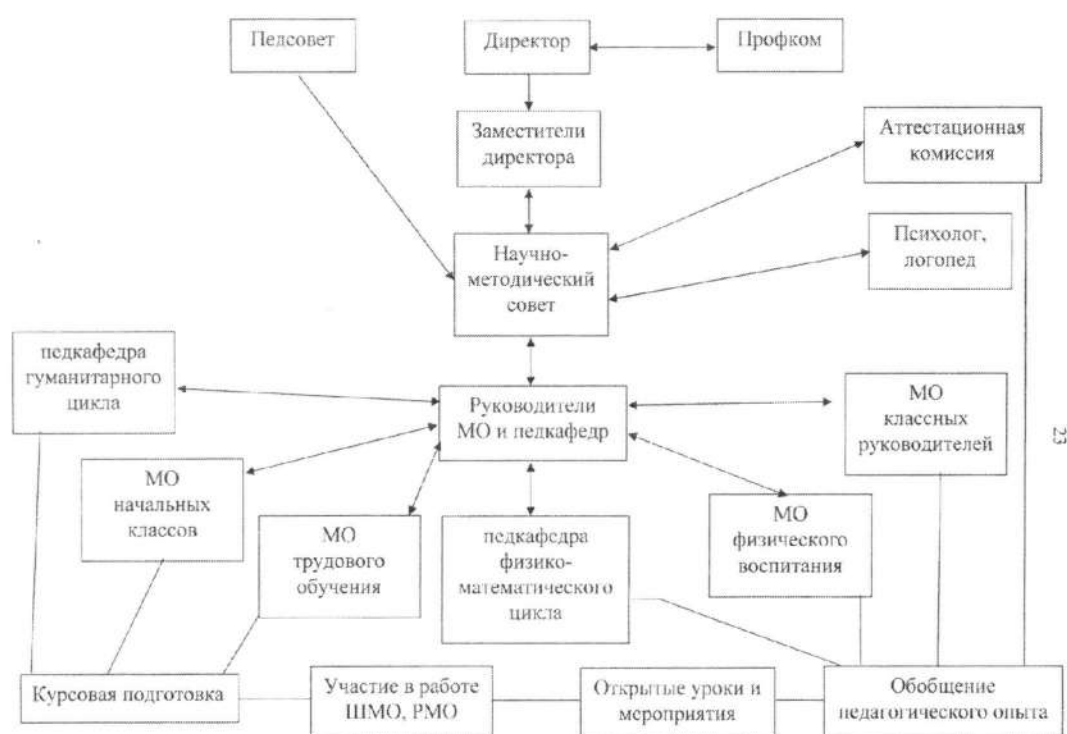 Педсовет
Директор
Профком
Заместители
директора
Аттестационная
комиссия
Научно-
методический
совет
Психолог,
логопед
педкафедра
гуманитарного
цикла
Руководители
МО и педкафедр
МО
классных
руководителей
23
МО
начальных
классов
МО
трудового
обучения
педкафедра
физико-
математического
цикла
МО
физического
воспитания
Курсовая подготовка
Участие в работе
ШМО, РМО
Открытые уроки и
мероприятия
Обобщение
педагогического опыта